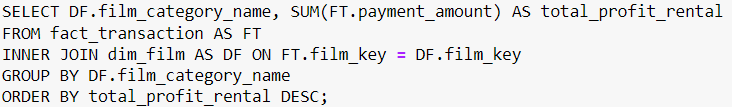 SELECT DF.film_category_name, SUM(FT.payment_amount) AS total_profit_rental
FROM fact_transaction AS FT
INNER JOIN dim_film AS DF ON FT.film_key = DF.film_key
GROUP BY DF.film_category_name
ORDER BY total_profit_rental DESC;